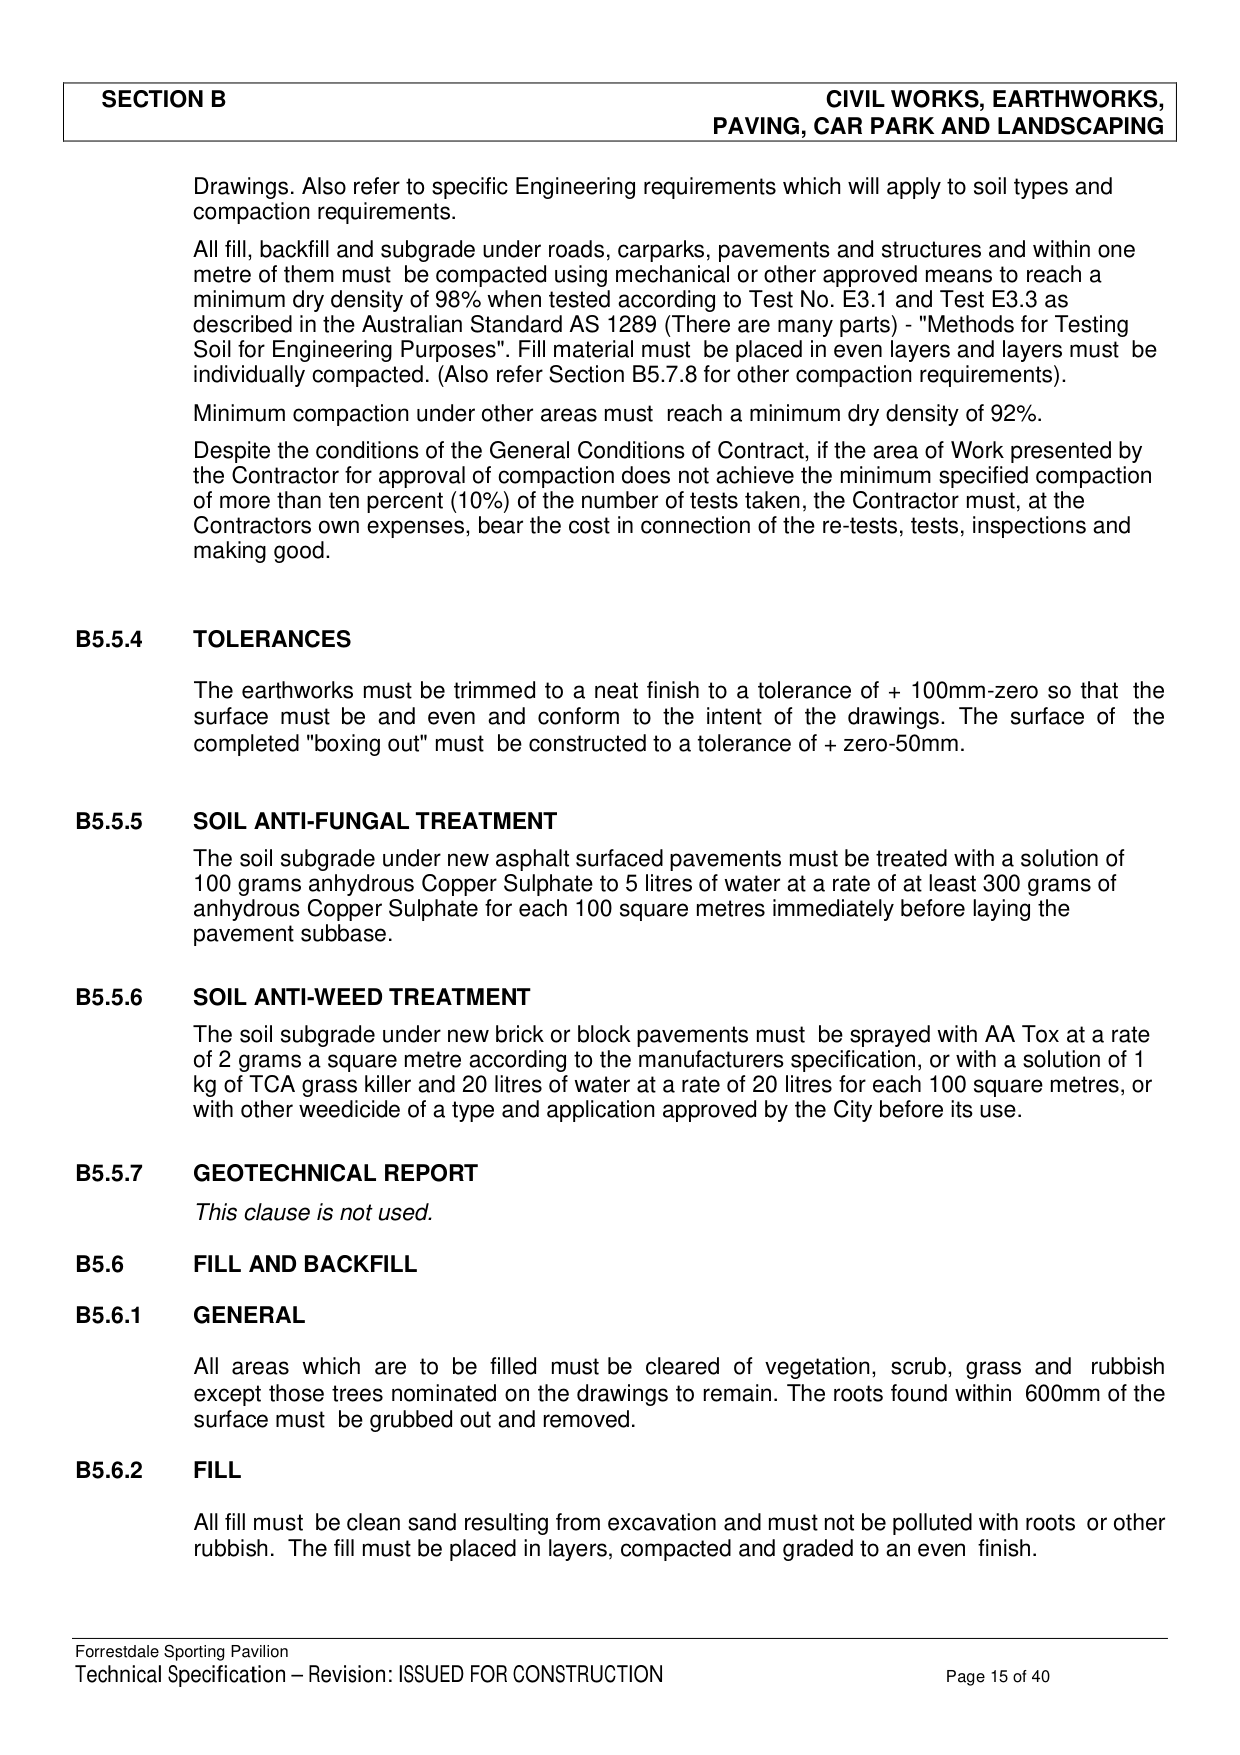 SECTION B
CIVIL WORKS, EARTHWORKS,
PAVING, CAR PARK AND LANDSCAPING
Drawings. Also refer to specific Engineering requirements which will apply to soil types and
compaction requirements.
All fill, backfill and subgrade under roads, carparks, pavements and structures and within one
metre of them must be compacted using mechanical or other approved means to reach a
minimum dry density of 98% when tested according to Test No. E3.1 and Test E3.3 as
described in the Australian Standard AS 1289 (There are many parts) - "Methods for Testing
Soil for Engineering Purposes". Fill material must be placed in even layers and layers must be
individually compacted. (Also refer Section B5.7.8 for other compaction requirements).
Minimum compaction under other areas must reach a minimum dry density of 92%.
Despite the conditions of the General Conditions of Contract, if the area of Work presented by
the Contractor for approval of compaction does not achieve the minimum specified compaction
of more than ten percent (10%) of the number of tests taken, the Contractor must, at the
Contractors own expenses, bear the cost in connection of the re-tests, tests, inspections and
making good.
B5.5.4 TOLERANCES
The earthworks must be trimmed to a neat finish to a tolerance of + 100mm-zero so that the
surface must be and even and conform to the intent of the drawings. The surface of the
completed "boxing out" must be constructed to a tolerance of + zero-50mm.
B5.5.5 SOIL ANTI-FUNGAL TREATMENT
The soil subgrade under new asphalt surfaced pavements must be treated with a solution of
100 grams anhydrous Copper Sulphate to 5 litres of water at a rate of at least 300 grams of
anhydrous Copper Sulphate for each 100 square metres immediately before laying the
pavement subbase.
B5.5.6 SOIL ANTI-WEED TREATMENT
The soil subgrade under new brick or block pavements must be sprayed with AA Tox at a rate
of 2 grams a square metre according to the manufacturers specification, or with a solution of 1
kg of TCA grass killer and 20 litres of water at a rate of 20 litres for each 100 square metres, or
with other weedicide of a type and application approved by the City before its use.
B5.5.7 GEOTECHNICAL REPORT
This clause is not used.
B5.6 FILL AND BACKFILL
B5.6.1 GENERAL
All areas which are to be filled must be cleared of vegetation, scrub, grass and rubbish
except those trees nominated on the drawings to remain. The roots found within 600mm of the
surface must be grubbed out and removed.
B5.6.2 FILL
All fill must be clean sand resulting from excavation and must not be polluted with roots or other
rubbish. The fill must be placed in layers, compacted and graded to an even finish.
Forrestdale Sporting Pavilion
Technical Specification – Revision: ISSUED FOR CONSTRUCTION Page 15 of 40